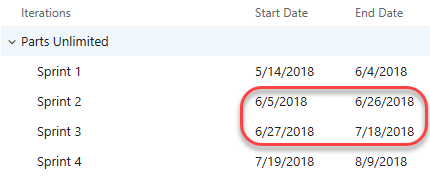 Iterations Start Date End Date
Parts Unlimited
Sprint 1 5/14/2018 6/4/2018
Sprint 2 6/5/2018 6/26/2018
Sprint 3 6/27/2018 7/18/2018
Sprint 4 7/19/2018 8/9/2018